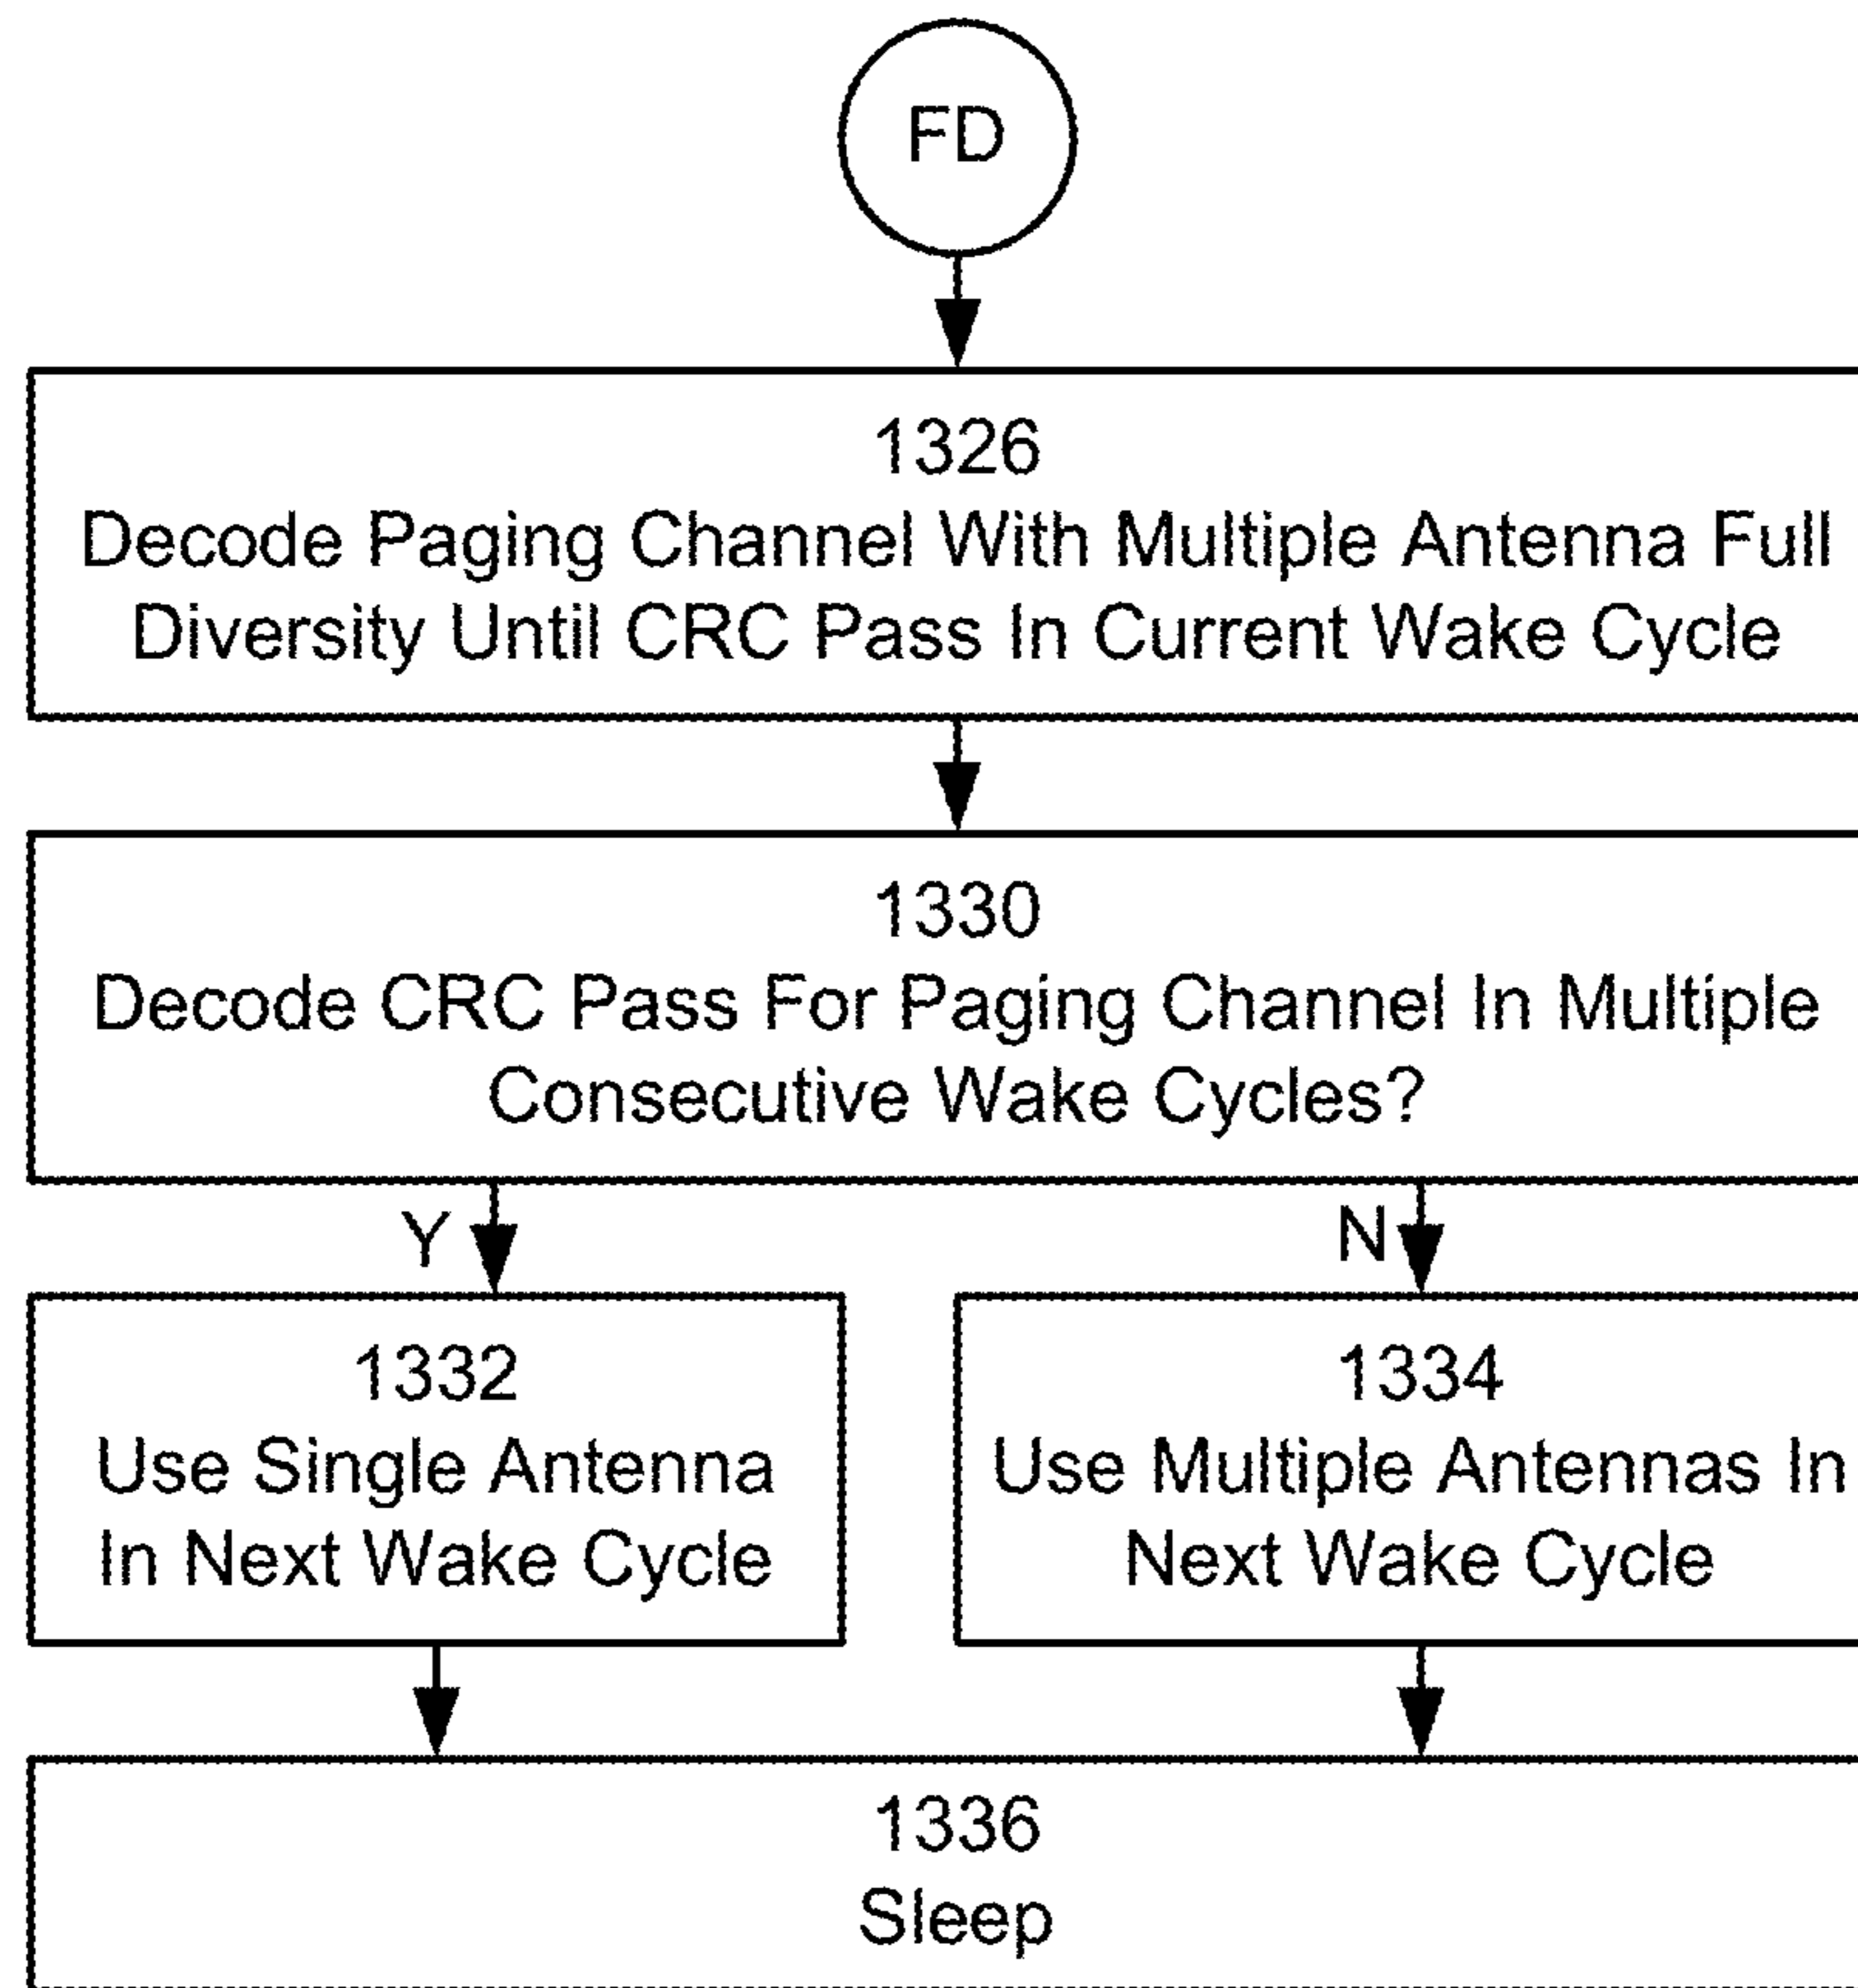 FD
1326
Decode Paging Channel With Multiple Antenna Full
Diversity Until CRC Pass In Current Wake Cycle
1330
Decode CRC Pass For Paging Channel In Multiple
Consecutive Wake Cycles?
Y
N
1332
Use Single Antenna
In Next Wake Cycle
1334
Use Multiple Antennas In
Next Wake Cycle
1336
Sleep